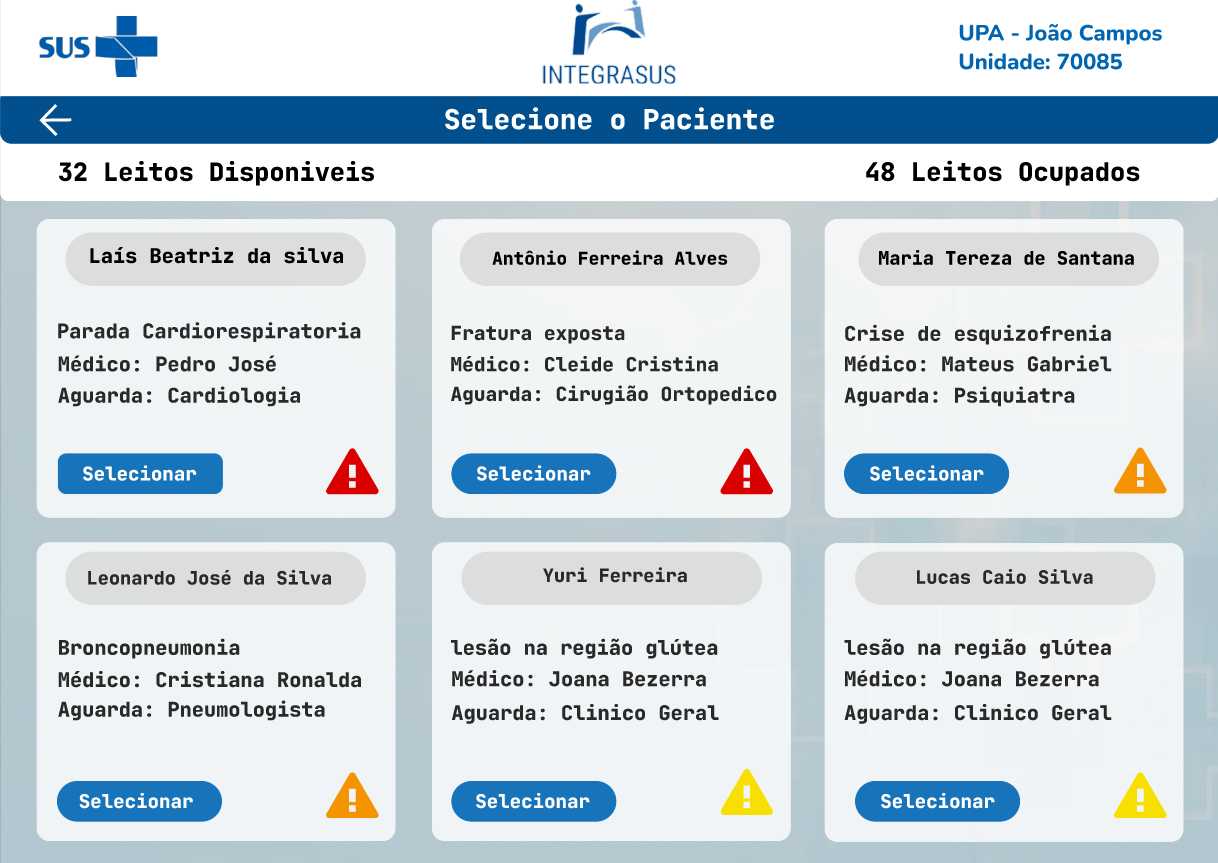 SUS
INTEGRASUS
UPA - João Campos
Unidade: 70085
Selecione o Paciente
32 Leitos Disponiveis
48 Leitos Ocupados
Laís Beatriz da silva
Parada Cardiorespiratoria
Médico: Pedro José
Aguarda: Cardiologia
Selecionar
Antônio Ferreira Alves
Fratura exposta
Médico: Cleide Cristina
Aguarda: Cirugião Ortopedico
Selecionar
Maria Tereza de Santana
Crise de esquizofrenia
Médico: Mateus Gabriel
Aguarda: Psiquiatra
Selecionar
Leonardo José da Silva
Broncopneumonia
Médico: Cristiana Ronalda
Aguarda: Pneumologista
Selecionar
Yuri Ferreira
lesão na região glútea
Médico: Joana Bezerra
Aguarda: Clinico Geral
Selecionar
Lucas Caio Silva
lesão na região glútea
Médico: Joana Bezerra
Aguarda: Clinico Geral
Selecionar